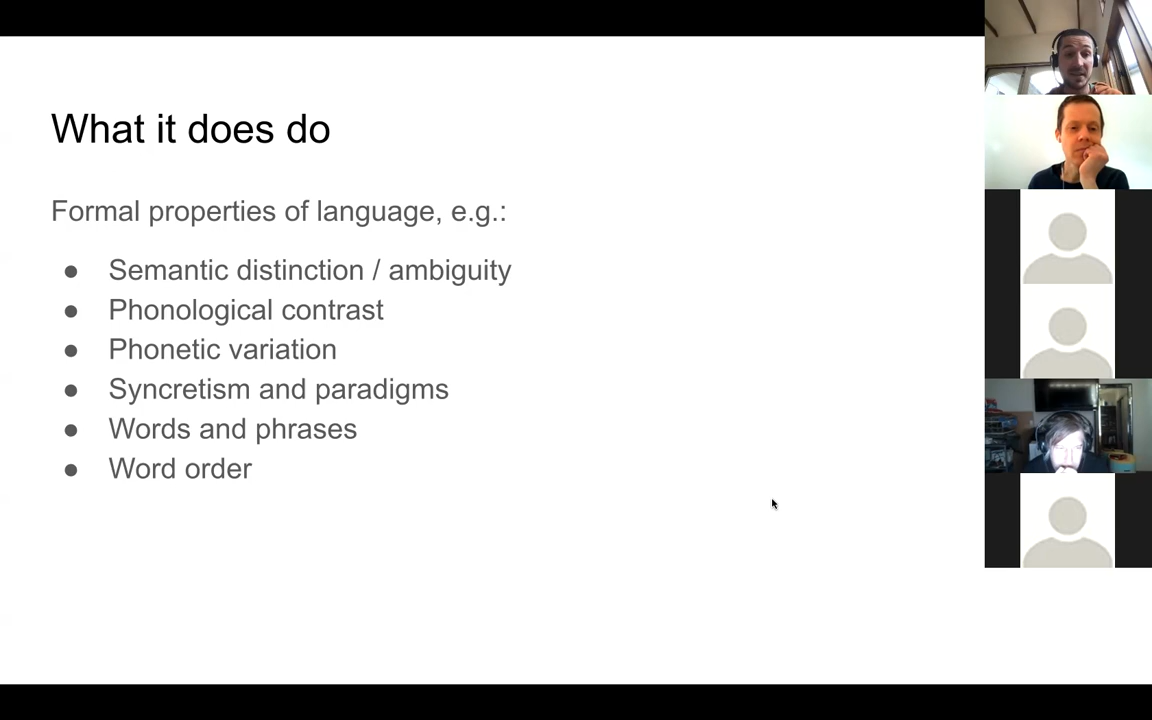 What it does do
Formal properties of language, e.g.:
● Semantic distinction / ambiguity
● Phonological contrast
● Phonetic variation
● Syncretism and paradigms
● Words and phrases
● Word order